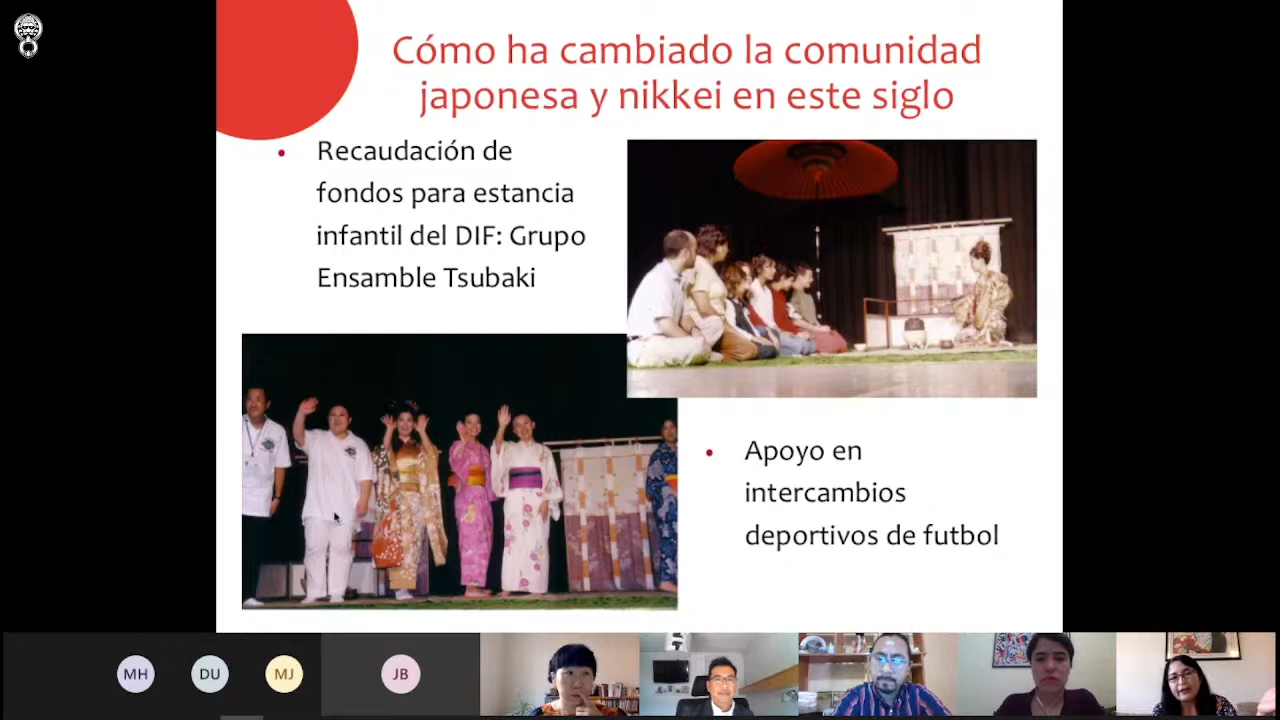 Cómo ha cambiado la comunidad
japonesa y nikkei en este siglo
• Recaudación de
fondos para estancia
infantil del DIF: Grupo
Ensamble Tsubaki
• Apoyo en
intercambios
deportivos de futbol
MH
DU
MJ
JB